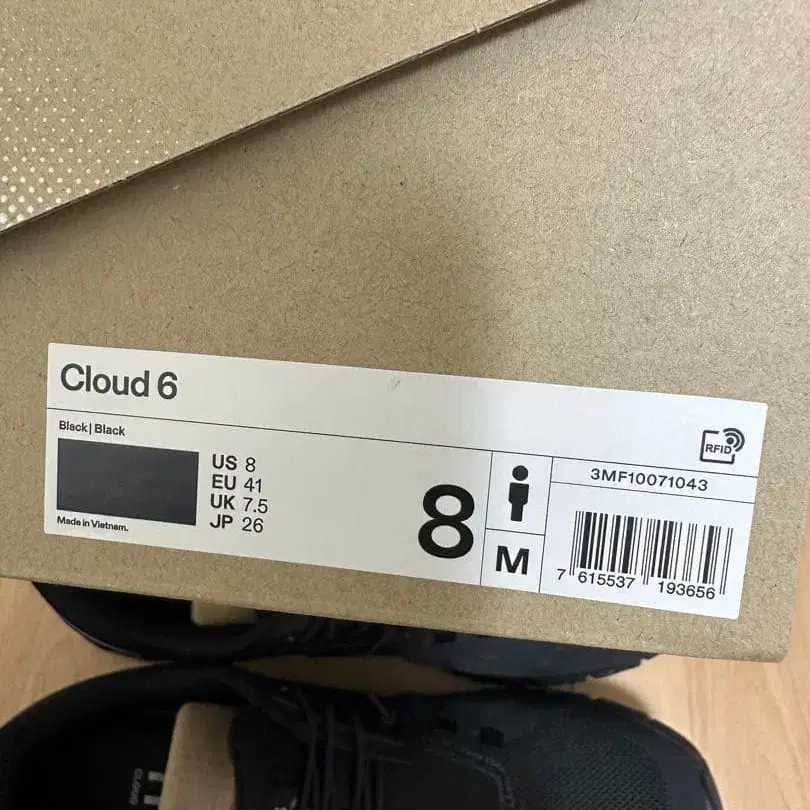 Cloud 6
RFID
Black | Black
US 8
EU 41
UK 7.5
JP 26
Made in Vietnam.
8
M
3MF10071043
7 615537 193656
CLOUD